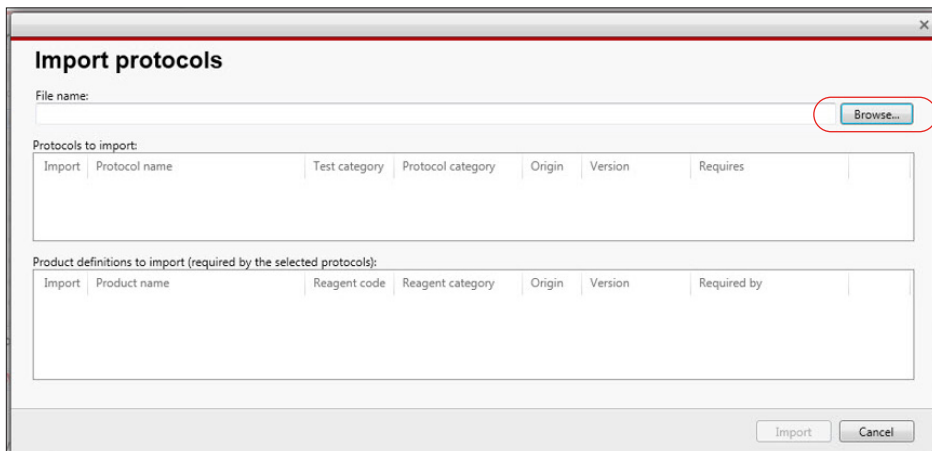 Import protocols
File name:
Browse...
Protocols to import:
Import Protocol name Test category Protocol category Origin Version Requires
Product definitions to import (required by the selected protocols):
Import Product name Reagent code Reagent category Origin Version Required by
Import Cancel